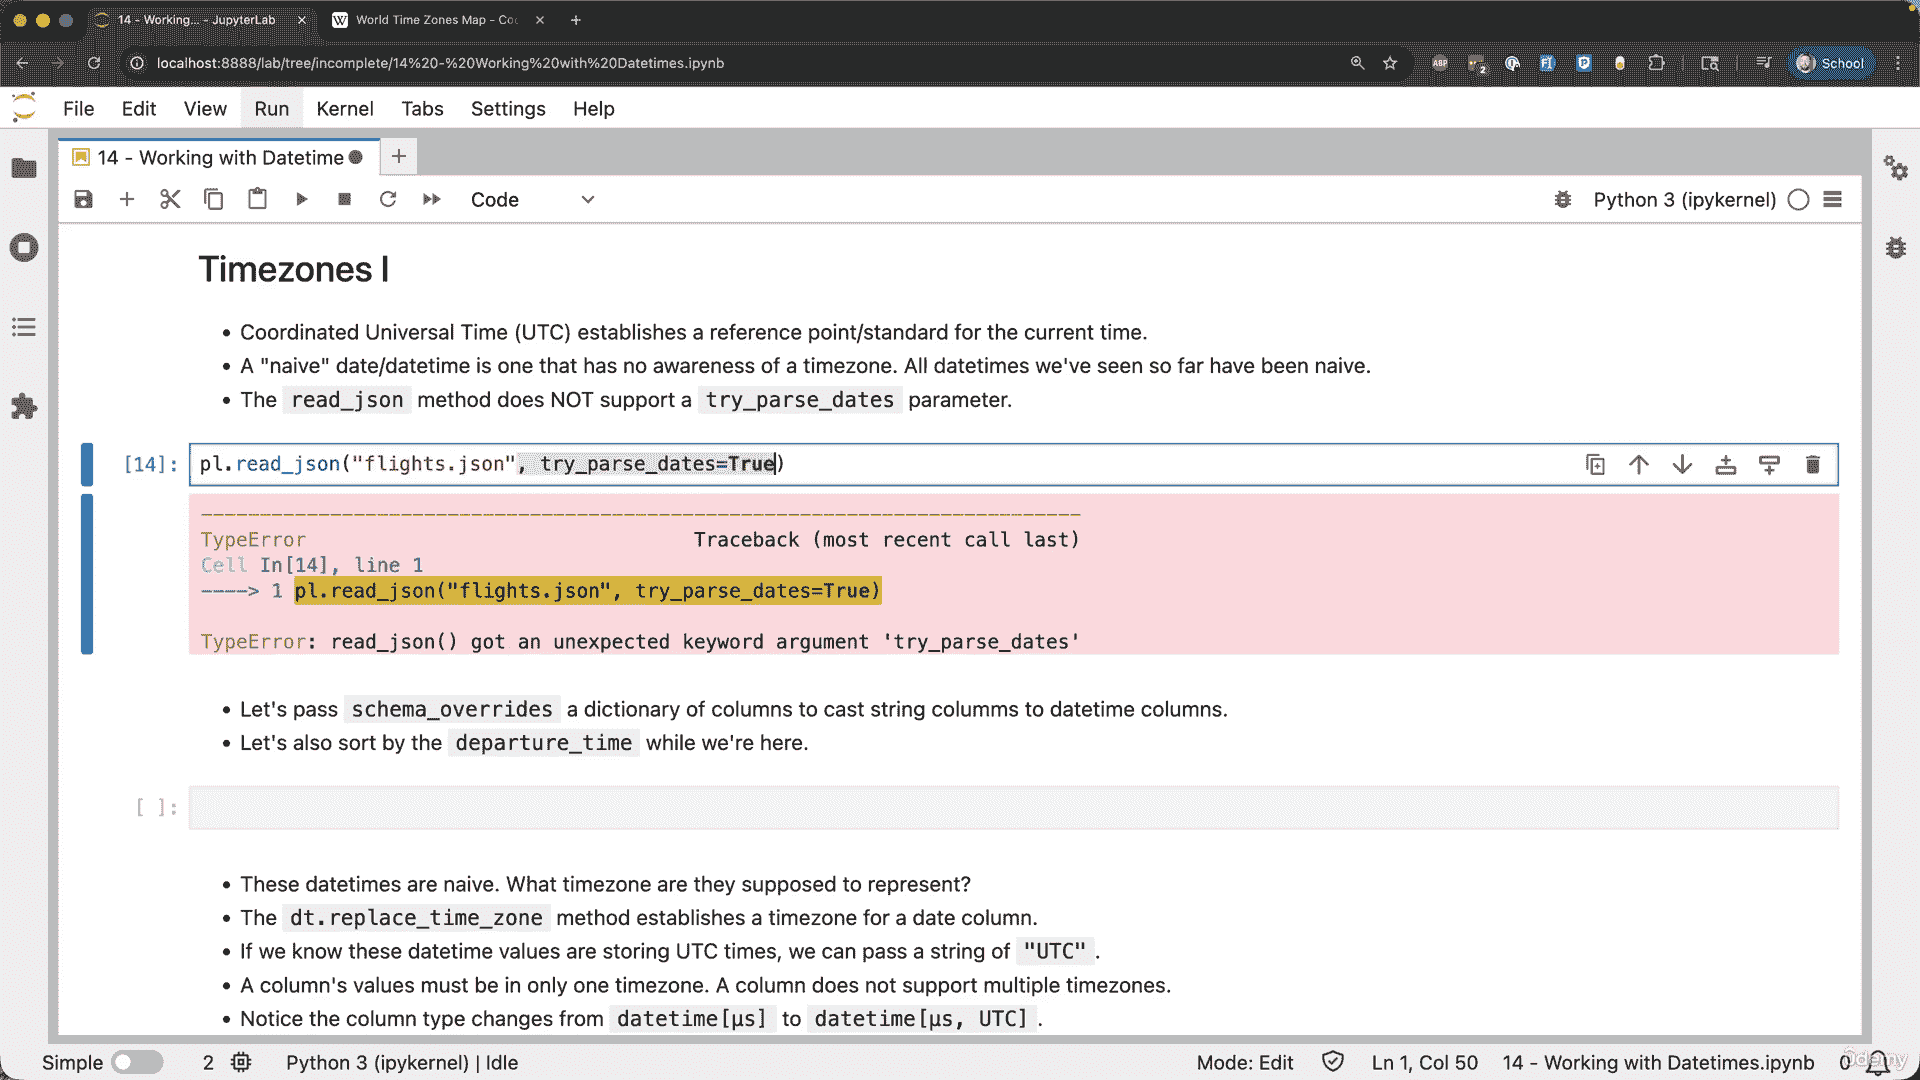 14 - Working... - JupyterLab
World Time Zones Map - Co
localhost:8888/lab/tree/incomplete/14%20-%20Working%20with%20Datetimes.ipynb
ABP
2
School
File Edit View Run Kernel Tabs Settings Help
14 - Working with Datetime
Code
Python 3 (ipykernel)
Timezones I
• Coordinated Universal Time (UTC) establishes a reference point/standard for the current time.
• A "naive" date/datetime is one that has no awareness of a timezone. All datetimes we've seen so far have been naive.
• The read_json method does NOT support a try_parse_dates parameter.
[14]: pl.read_json("flights.json", try_parse_dates=True)
---------------------------------------------------------------------------
TypeError Traceback (most recent call last)
Cell In[14], line 1
----> 1 pl.read_json("flights.json", try_parse_dates=True)
TypeError: read_json() got an unexpected keyword argument 'try_parse_dates'
• Let's pass schema_overrides a dictionary of columns to cast string columms to datetime columns.
• Let's also sort by the departure_time while we're here.
[ ]:
• These datetimes are naive. What timezone are they supposed to represent?
• The dt.replace_time_zone method establishes a timezone for a date column.
• If we know these datetime values are storing UTC times, we can pass a string of "UTC" .
• A column's values must be in only one timezone. A column does not support multiple timezones.
• Notice the column type changes from datetime[μs] to datetime[μs, UTC] .
Simple 2 Python 3 (ipykernel) | Idle Mode: Edit Ln 1, Col 50 14 - Working with Datetimes.ipynb 0
Udemy